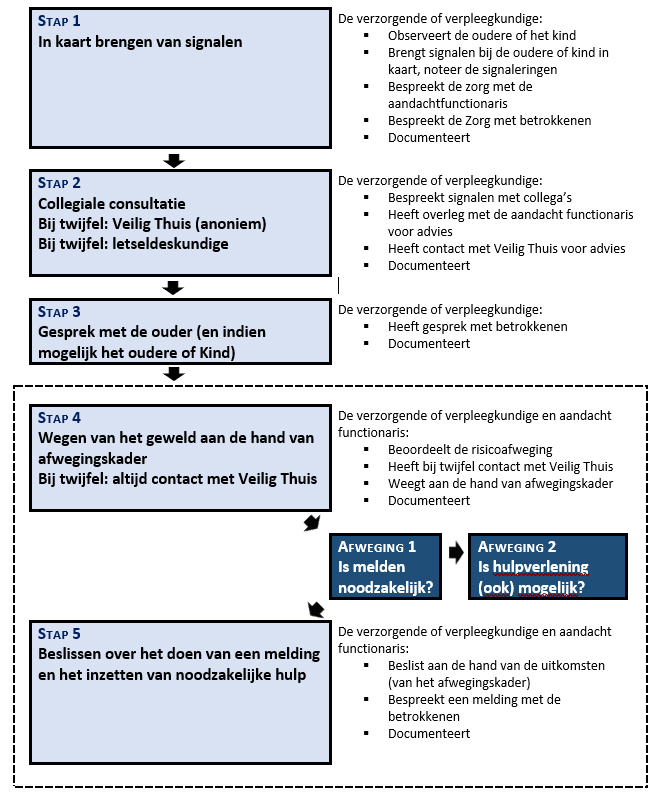 STAP 1
In kaart brengen van signalen
De verzorgende of verpleegkundige:
▪ Observeert de oudere of het kind
▪ Brengt signalen bij de oudere of kind in
kaart, noteer de signaleringen
▪ Bespreekt de zorg met de
aandachtfunctionaris
▪ Bespreekt de Zorg met betrokkenen
▪ Documenteert
STAP 2
Collegiale consultatie
Bij twijfel: Veilig Thuis (anoniem)
Bij twijfel: letseldeskundige
De verzorgende of verpleegkundige:
▪ Bespreekt signalen met collega’s
▪ Heeft overleg met de aandacht functionaris
voor advies
▪ Heeft contact met Veilig Thuis voor advies
▪ Documenteert
STAP 3
Gesprek met de ouder (en indien
mogelijk het oudere of Kind)
De verzorgende of verpleegkundige:
▪ Heeft gesprek met betrokkenen
▪ Documenteert
STAP 4
Wegen van het geweld aan de hand van
afwegingskader
Bij twijfel: altijd contact met Veilig Thuis
De verzorgende of verpleegkundige en aandacht
functionaris:
▪ Beoordeelt de risicoafweging
▪ Heeft bij twijfel contact met Veilig Thuis
▪ Weegt aan de hand van afwegingskader
▪ Documenteert
AFWEGING 1
Is melden
noodzakelijk?
AFWEGING 2
Is hulpverlening
(ook) mogelijk?
STAP 5
Beslissen over het doen van een melding
en het inzetten van noodzakelijke hulp
De verzorgende of verpleegkundige en aandacht
functionaris:
▪ Beslist aan de hand van de uitkomsten
(van het afwegingskader)
▪ Bespreekt een melding met de
betrokkenen
▪ Documenteert